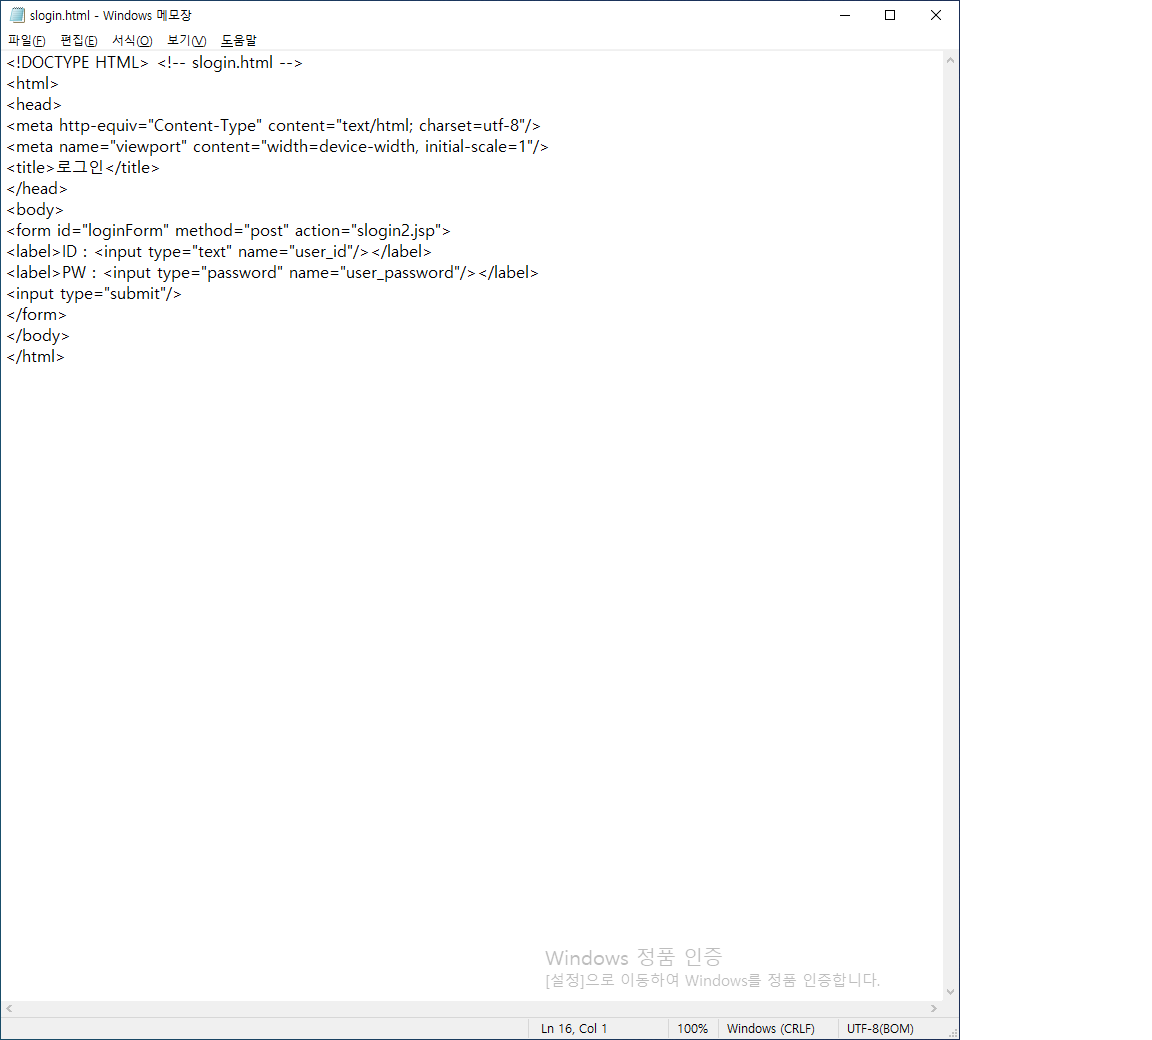 slogin.html - Windows 메모장
파일(F) 편집(E) 서식(O) 보기(V) 도움말
<!DOCTYPE HTML> <!-- slogin.html -->
<html>
<head>
<meta http-equiv="Content-Type" content="text/html; charset=utf-8"/>
<meta name="viewport" content="width=device-width, initial-scale=1"/>
<title>로그인</title>
</head>
<body>
<form id="loginForm" method="post" action="slogin2.jsp">
<label>ID : <input type="text" name="user_id"/></label>
<label>PW : <input type="password" name="user_password"/></label>
<input type="submit"/>
</form>
</body>
</html>
Windows 정품 인증
[설정]으로 이동하여 Windows를 정품 인증합니다.
Ln 16, Col 1 100% Windows (CRLF) UTF-8(BOM)